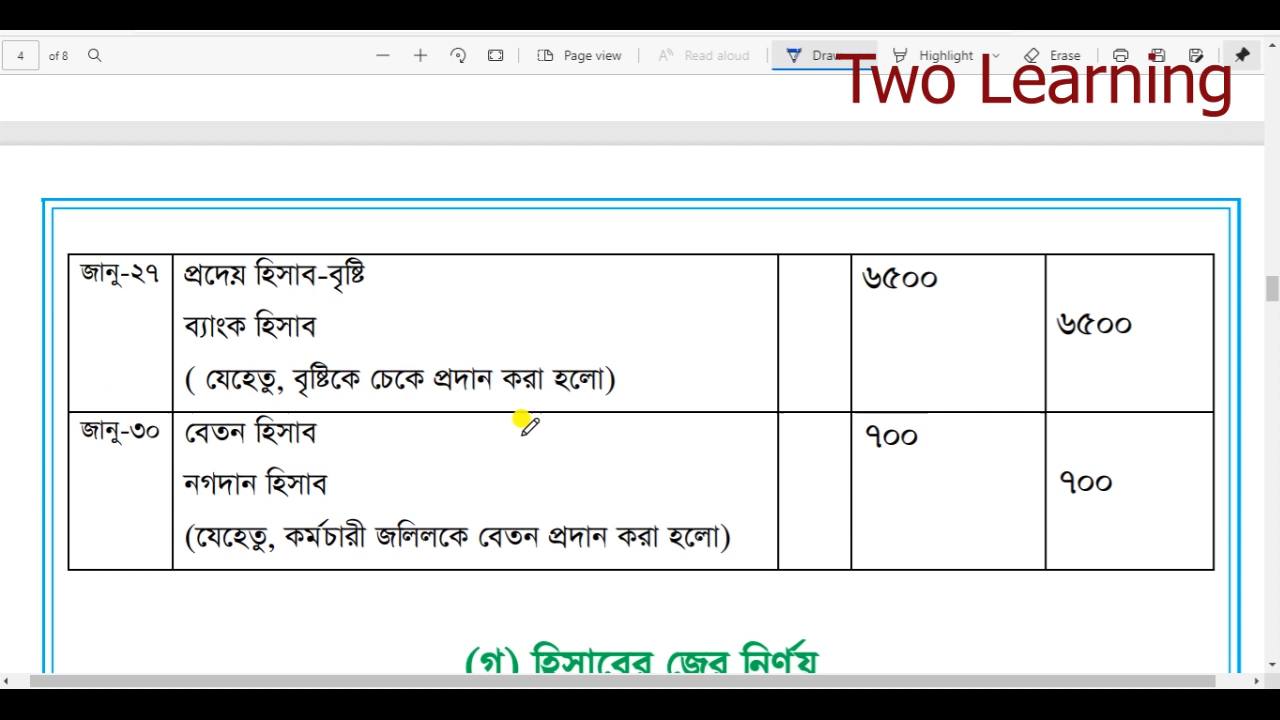 4 of 8 Page view Read aloud Draw Highlight Erase
Two Learning
জানু-২৭ প্রদেয় হিসাব-বৃষ্টি ৬৫০০
ব্যাংক হিসাব ৬৫০০
( যেহেতু, বৃষ্টিকে চেকে প্রদান করা হলো)
জানু-৩০ বেতন হিসাব ৭০০
নগদান হিসাব ৭০০
(যেহেতু, কর্মচারী জলিলকে বেতন প্রদান করা হলো)
(গ) হিসাবের জের নির্ণয়